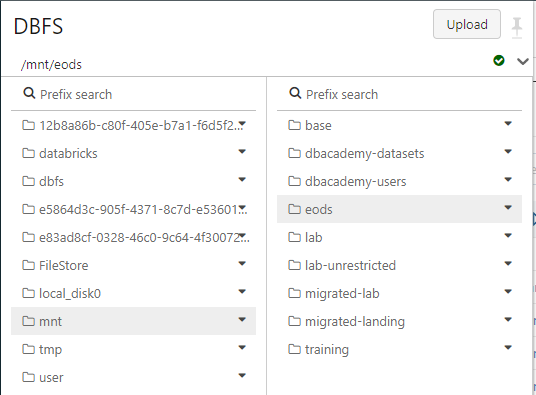 DBFS
Upload
/mnt/eods
Prefix search
12b8a86b-c80f-405e-b7a1-f6d5f2...
databricks
dbfs
e5864d3c-905f-4371-8c7d-e53601...
e83ad8cf-0328-46c0-9c64-4f30072...
FileStore
local_disk0
mnt
tmp
user
Prefix search
base
dbacademy-datasets
dbacademy-users
eods
lab
lab-unrestricted
migrated-lab
migrated-landing
training